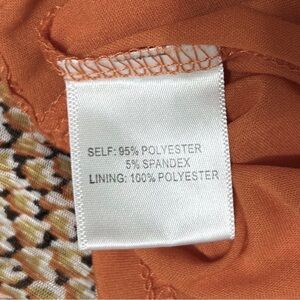 SELF: 95% POLYESTER
5% SPANDEX
LINING: 100% POLYESTER